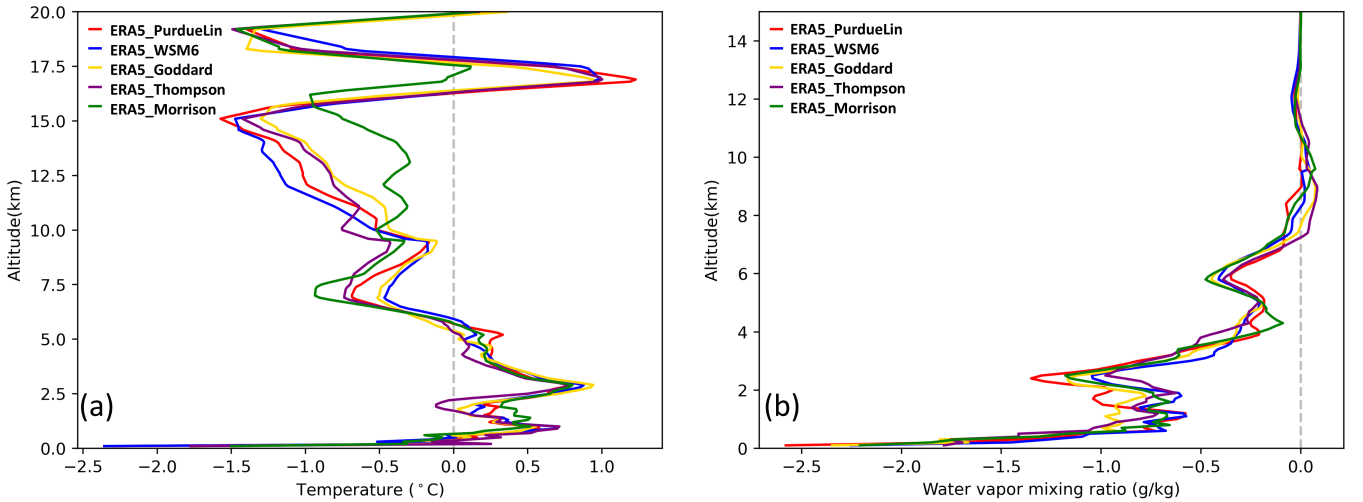 20.0
17.5
15.0
12.5
10.0
7.5
5.0
2.5
0.0
Altitude(km)
ERA5_PurdueLin
ERA5_WSM6
ERA5_Goddard
ERA5_Thompson
ERA5_Morrison
(a)
−2.5 −2.0 −1.5 −1.0 −0.5 0.0 0.5 1.0
Temperature (°C)
14
12
10
8
6
4
2
0
Altitude(km)
ERA5_PurdueLin
ERA5_WSM6
ERA5_Goddard
ERA5_Thompson
ERA5_Morrison
(b)
−2.5 −2.0 −1.5 −1.0 −0.5 0.0
Water vapor mixing ratio (g/kg)